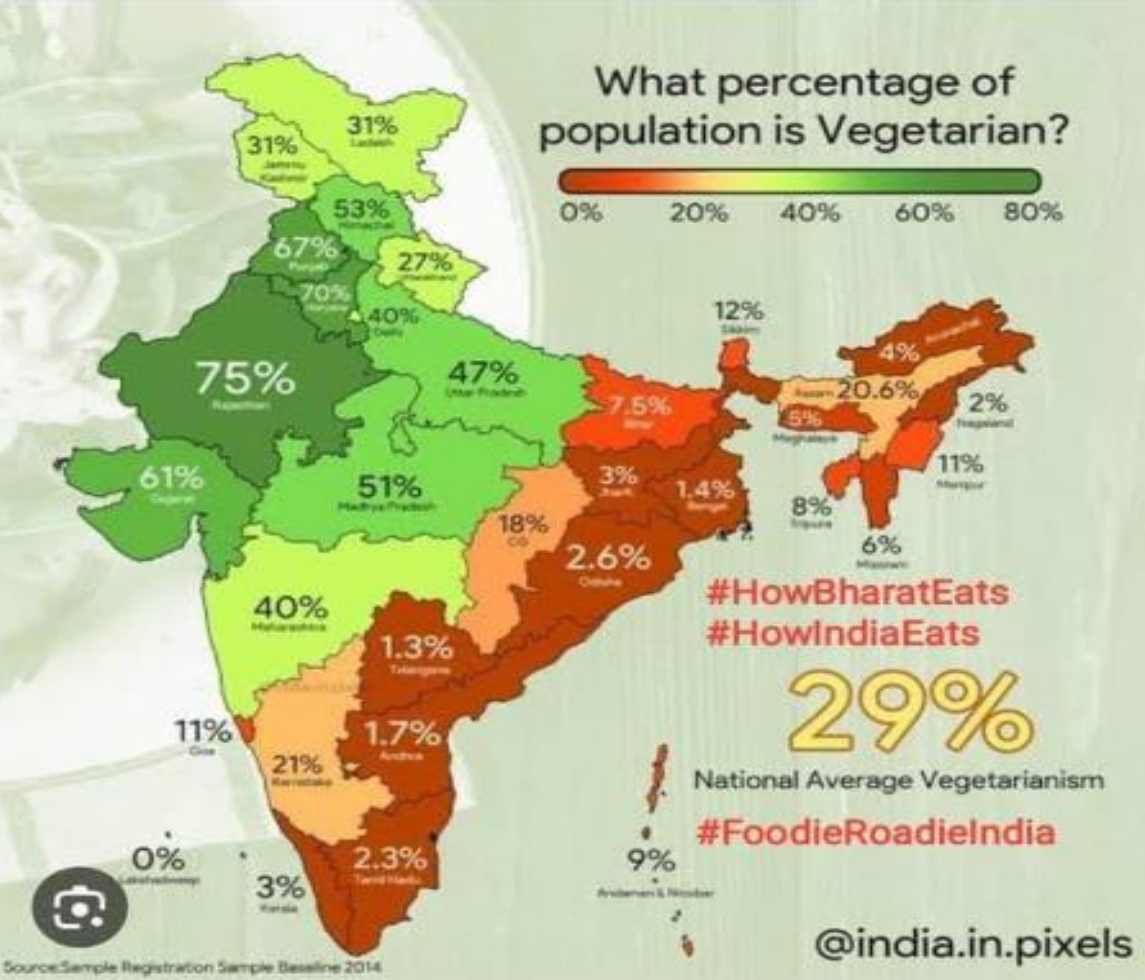 What percentage of
population is Vegetarian?
0% 20% 40% 60% 80%
31%
Ladakh
31%
Jammu
Kashmir
53%
Himachal
67%
Punjab
27%
Uttarakhand
70%
Haryana
40%
Delhi
75%
Rajasthan
47%
Uttar Pradesh
12%
Sikkim
4%
Arunachal
Assam 20.6%
7.5%
Bihar
5%
Meghalaya
2%
Nagaland
61%
Gujarat
51%
Madhya Pradesh
3%
Jhark
1.4%
Bengal
11%
Manipur
8%
Tripura
6%
Mizoram
18%
CG
2.6%
Odisha
40%
Maharashtra
1.3%
Telangana
#HowBharatEats
#HowIndiaEats
29%
National Average Vegetarianism
11%
Goa
1.7%
Andhra
21%
Karnataka
#FoodieRoadieIndia
0%
Lakshadweep
2.3%
Tamil Nadu
3%
Kerala
9%
Andaman & Nicobar
@india.in.pixels
Source:Sample Registration Sample Baseline 2014